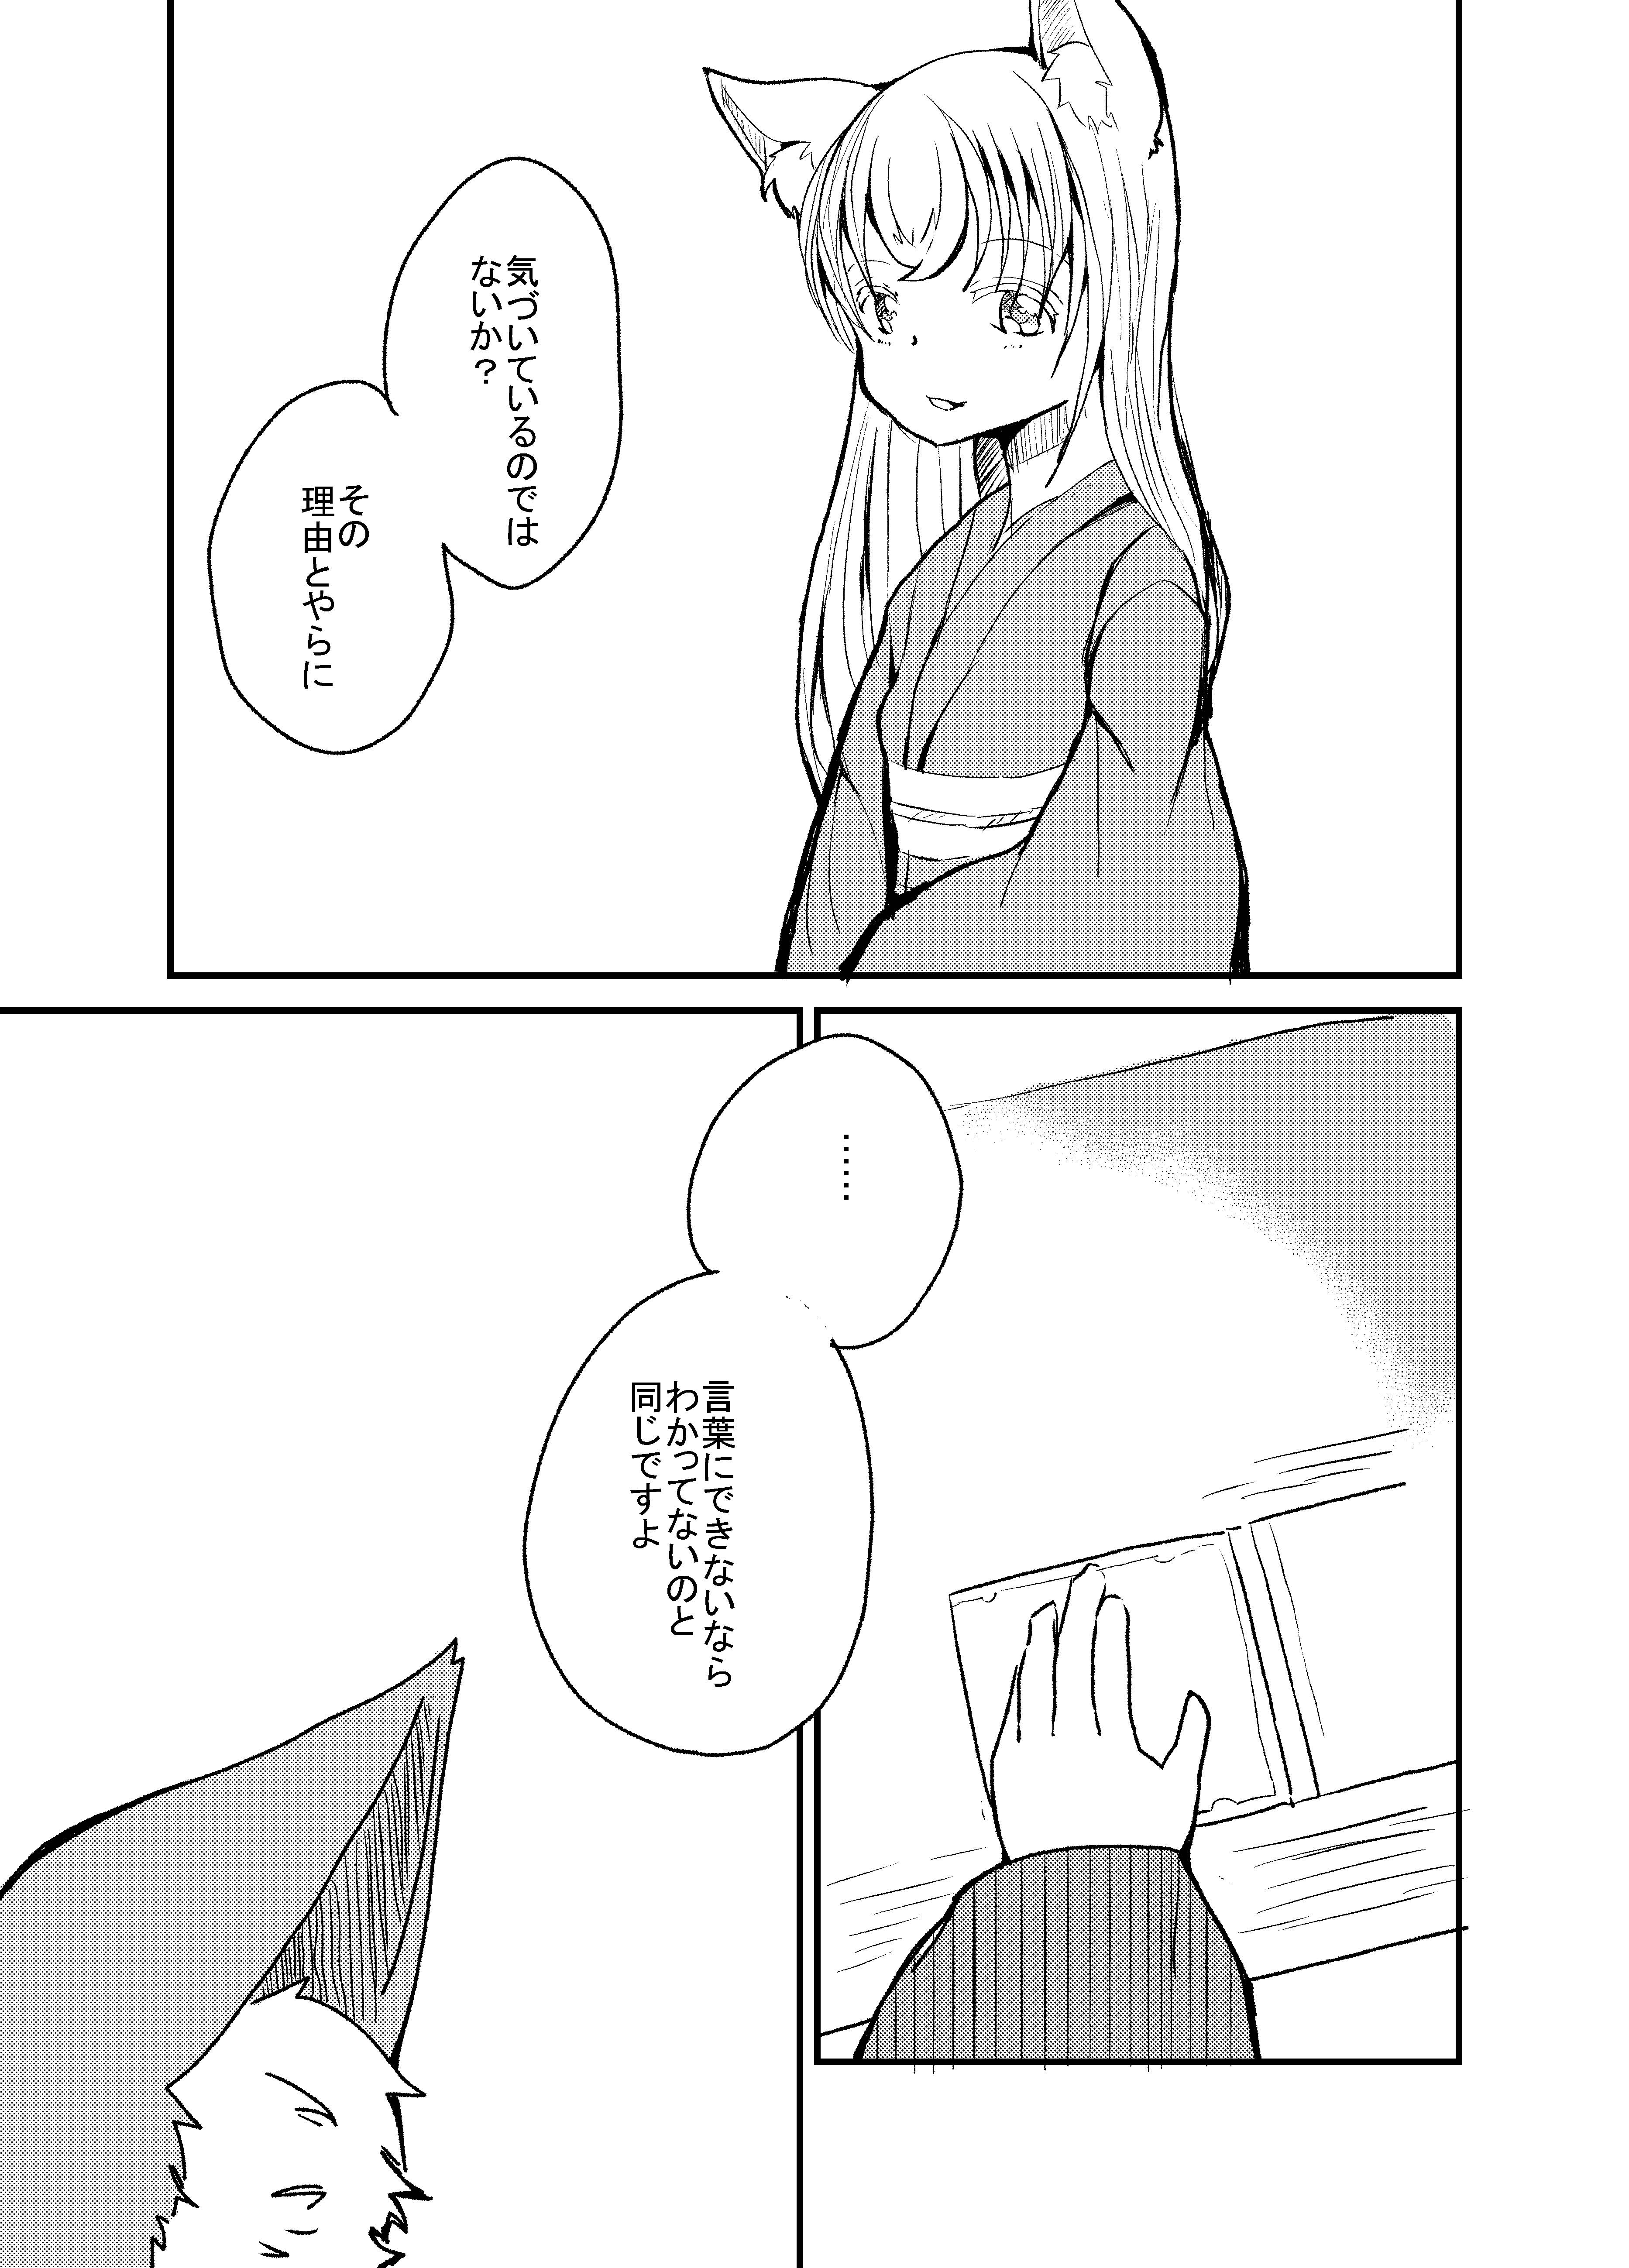 気づいているのでは
ないか？
その
理由とやらに
……
言葉にできないなら
わかってないのと
同じですよ